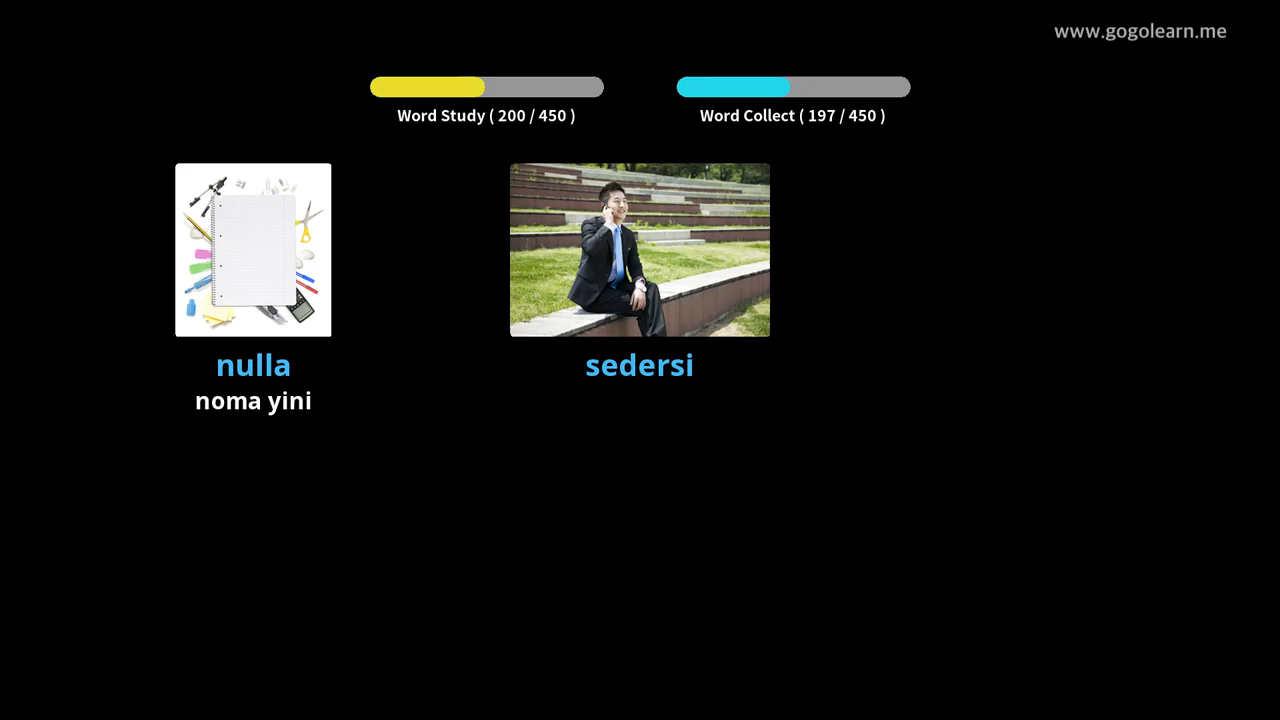 www.gogolearn.me
Word Study ( 200 / 450 )
Word Collect ( 197 / 450 )
nulla
noma yini
sedersi